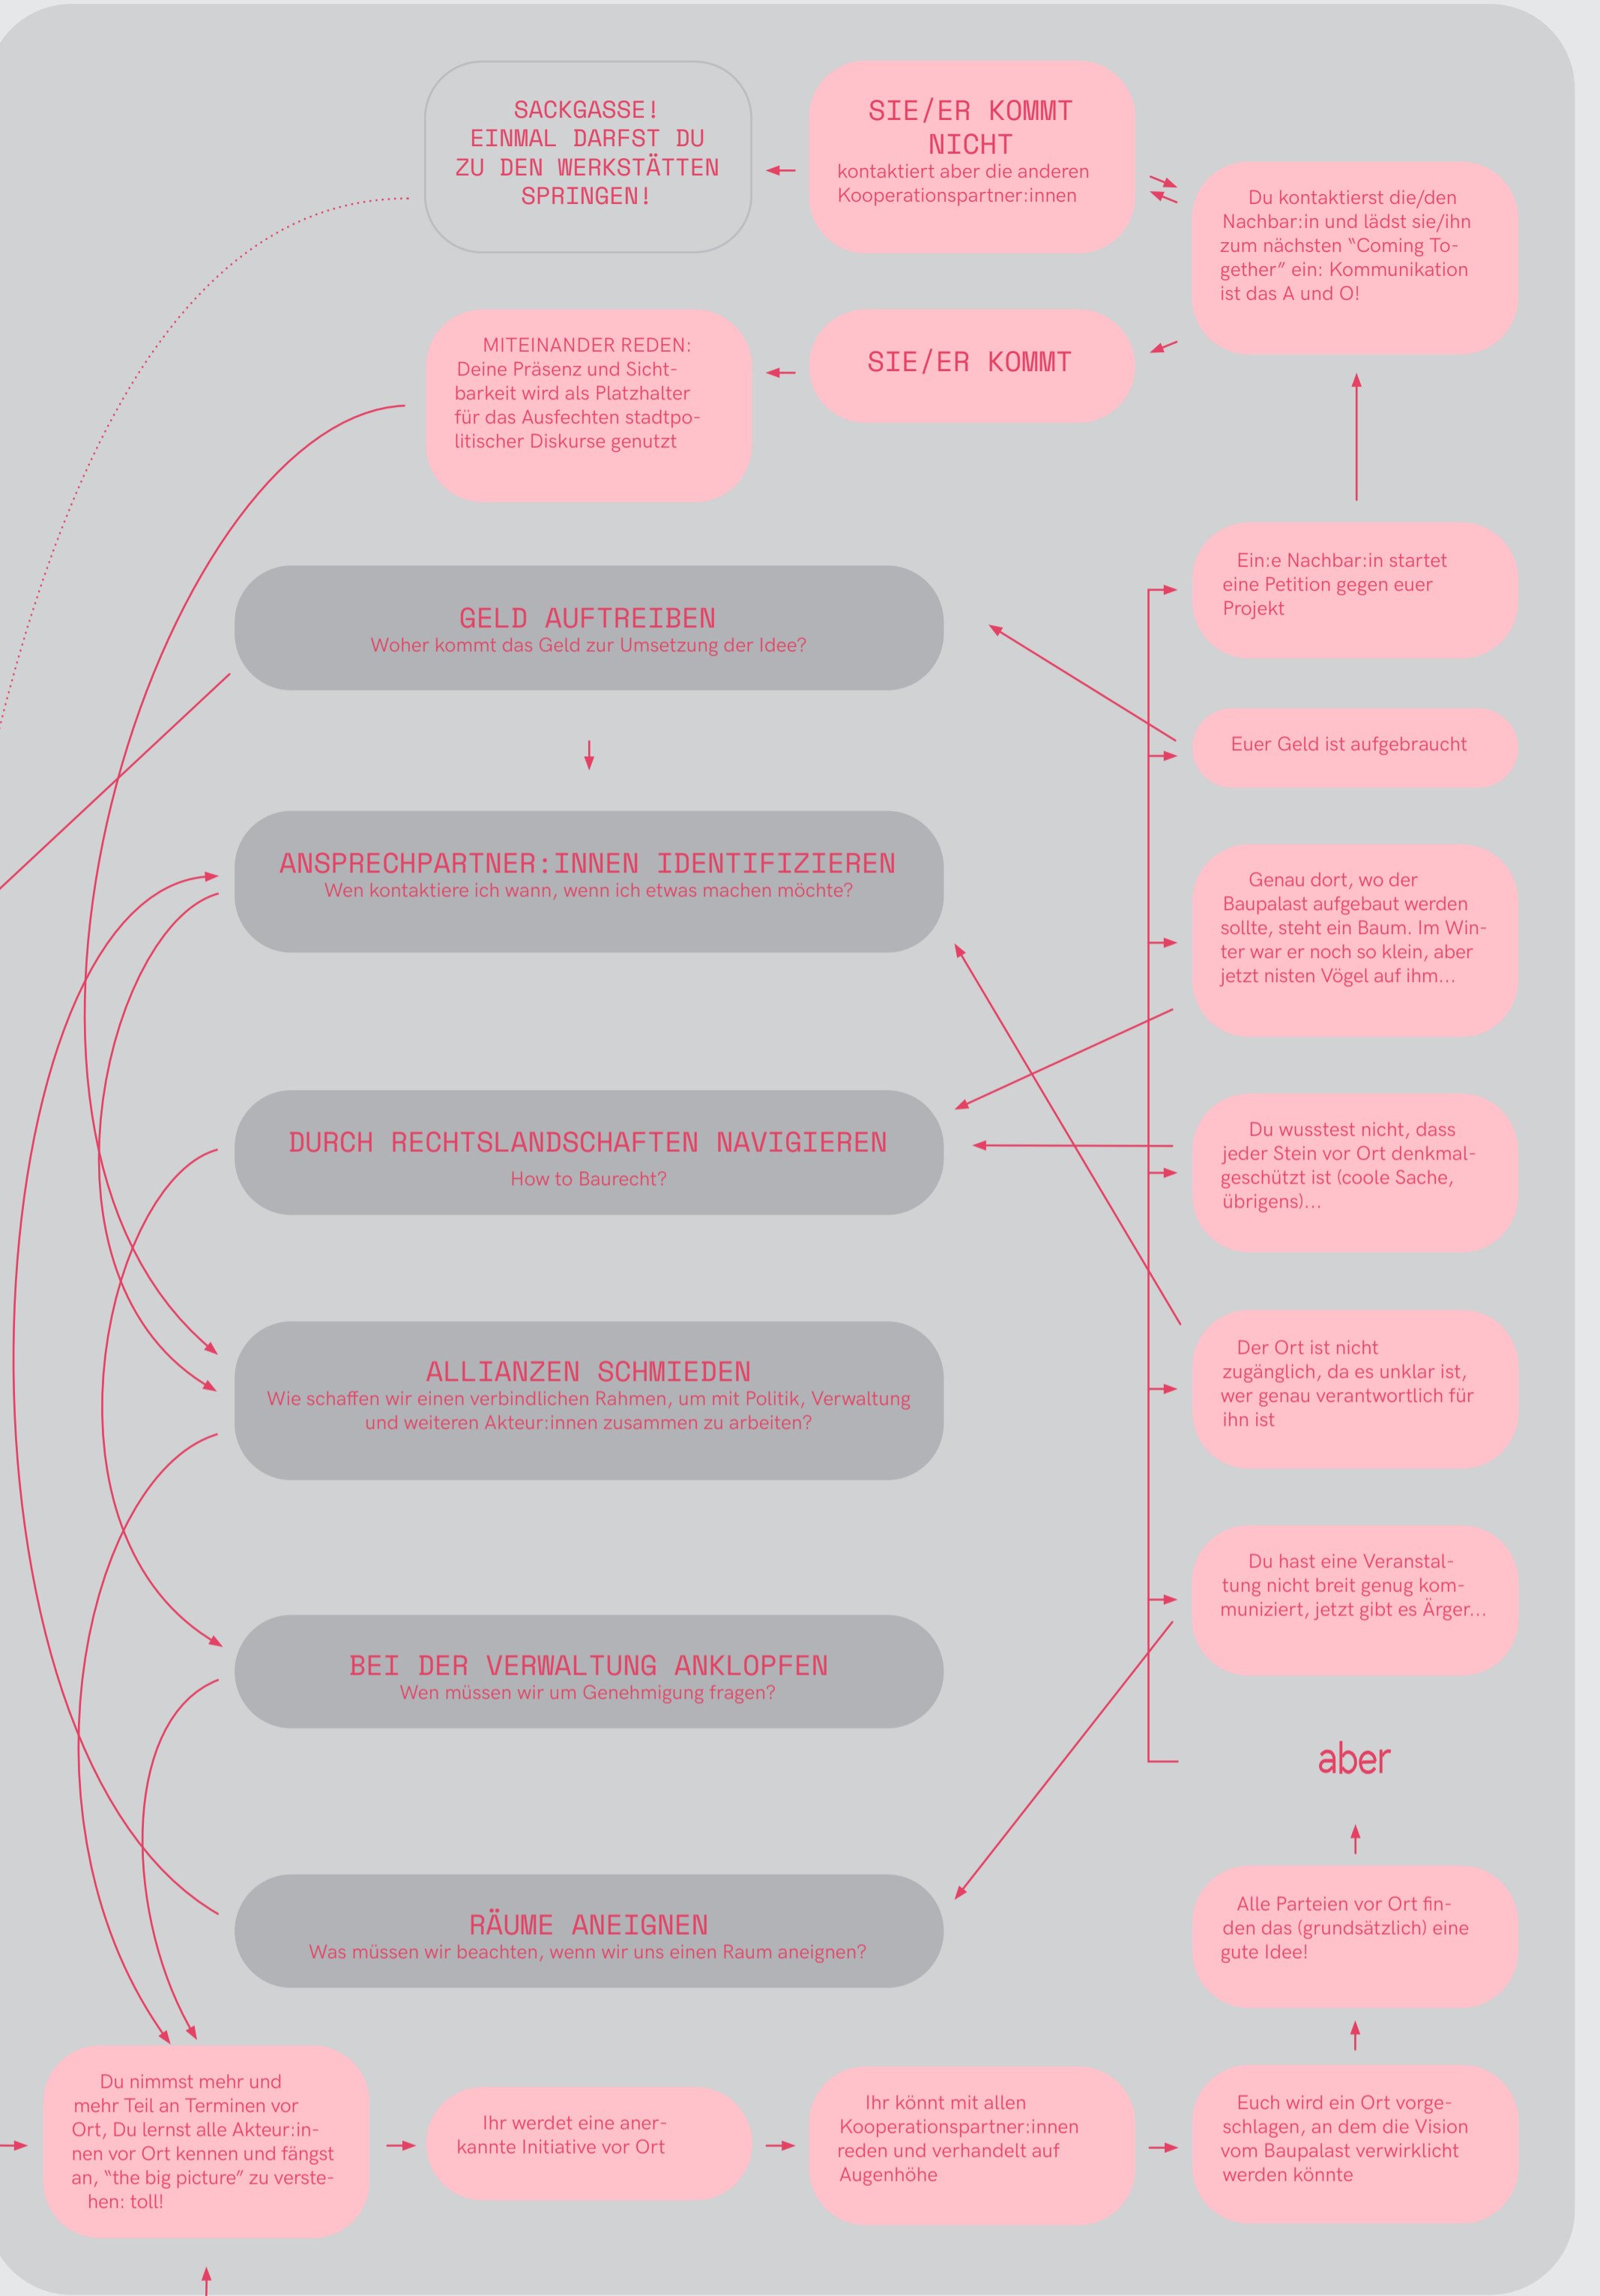 SACKGASSE!
EINMAL DARFST DU
ZU DEN WERKSTÄTTEN
SPRINGEN!
SIE/ER KOMMT
NICHT
kontaktiert aber die anderen
Kooperationspartner:innen
Du kontaktierst die/den
Nachbar:in und lädst sie/ihn
zum nächsten “Coming To-
gether” ein: Kommunikation
ist das A und O!
MITEINANDER REDEN:
Deine Präsenz und Sicht-
barkeit wird als Platzhalter
für das Ausfechten stadtpo-
litischer Diskurse genutzt
SIE/ER KOMMT
Ein:e Nachbar:in startet
eine Petition gegen euer
Projekt
GELD AUFTREIBEN
Woher kommt das Geld zur Umsetzung der Idee?
Euer Geld ist aufgebraucht
ANSPRECHPARTNER:INNEN IDENTIFIZIEREN
Wen kontaktiere ich wann, wenn ich etwas machen möchte?
Genau dort, wo der
Baupalast aufgebaut werden
sollte, steht ein Baum. Im Win-
ter war er noch so klein, aber
jetzt nisten Vögel auf ihm...
DURCH RECHTSLANDSCHAFTEN NAVIGIEREN
How to Baurecht?
Du wusstest nicht, dass
jeder Stein vor Ort denkmal-
geschützt ist (coole Sache,
übrigens)...
ALLIANZEN SCHMIEDEN
Wie schaffen wir einen verbindlichen Rahmen, um mit Politik, Verwaltung
und weiteren Akteur:innen zusammen zu arbeiten?
Der Ort ist nicht
zugänglich, da es unklar ist,
wer genau verantwortlich für
ihn ist
BEI DER VERWALTUNG ANKLOPFEN
Wen müssen wir um Genehmigung fragen?
Du hast eine Veranstal-
tung nicht breit genug kom-
muniziert, jetzt gibt es Ärger...
aber
RÄUME ANEIGNEN
Was müssen wir beachten, wenn wir uns einen Raum aneignen?
Alle Parteien vor Ort fin-
den das (grundsätzlich) eine
gute Idee!
Du nimmst mehr und
mehr Teil an Terminen vor
Ort, Du lernst alle Akteur:in-
nen vor Ort kennen und fängst
an, “the big picture” zu verste-
hen: toll!
Ihr werdet eine aner-
kannte Initiative vor Ort
Ihr könnt mit allen
Kooperationspartner:innen
reden und verhandelt auf
Augenhöhe
Euch wird ein Ort vorge-
schlagen, an dem die Vision
vom Baupalast verwirklicht
werden könnte